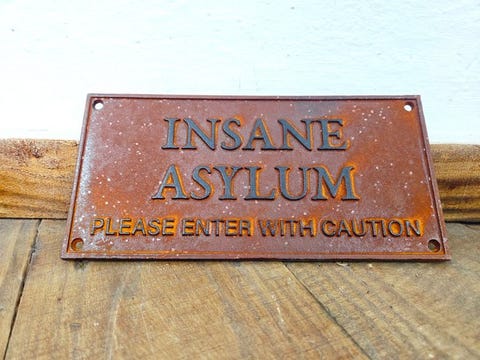 INSANE
ASYLUM
PLEASE ENTER WITH CAUTION